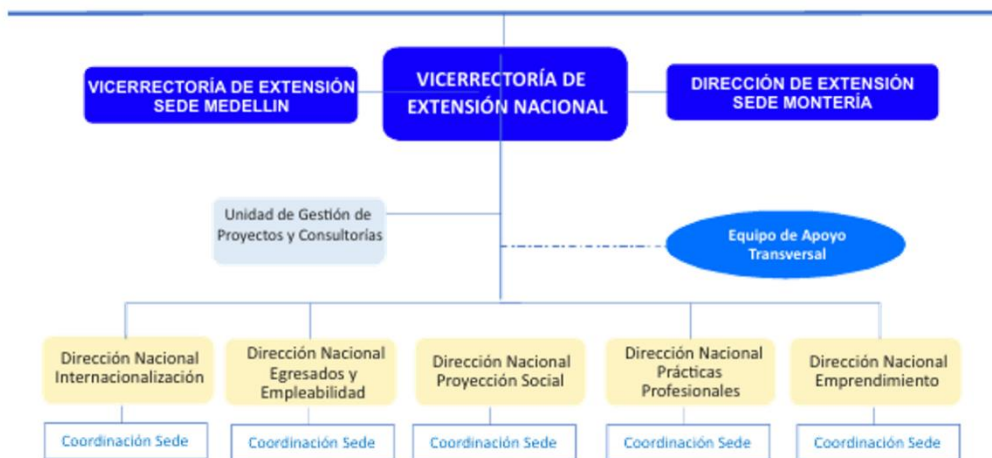 VICERRECTORÍA DE EXTENSIÓN
SEDE MEDELLIN
VICERRECTORÍA DE
EXTENSIÓN NACIONAL
DIRECCIÓN DE EXTENSIÓN
SEDE MONTERÍA
Unidad de Gestión de
Proyectos y Consultorías
Equipo de Apoyo
Transversal
Dirección Nacional
Internacionalización
Dirección Nacional
Egresados y
Empleabilidad
Dirección Nacional
Proyección Social
Dirección Nacional
Prácticas
Profesionales
Dirección Nacional
Emprendimiento
Coordinación Sede
Coordinación Sede
Coordinación Sede
Coordinación Sede
Coordinación Sede